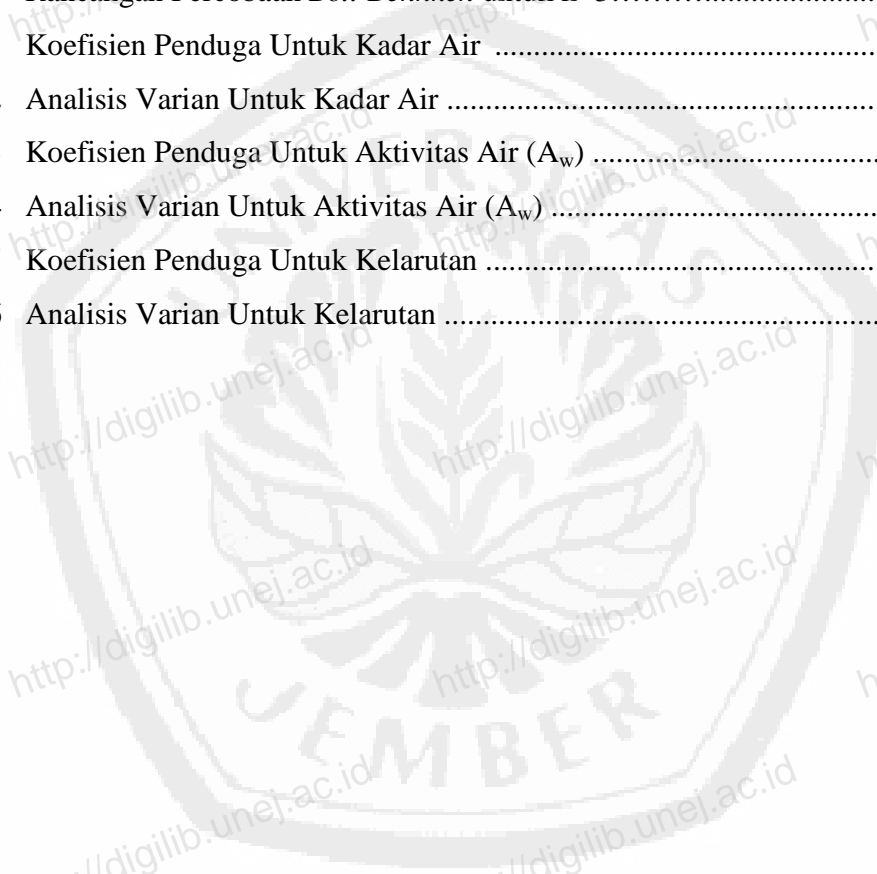 Koefisien Penduga Untuk Kadar Air ..................................................
Analisis Varian Untuk Kadar Air ........................................................
Koefisien Penduga Untuk Aktivitas Air (Aw) .....................................
Analisis Varian Untuk Aktivitas Air (Aw) ..........................................
Koefisien Penduga Untuk Kelarutan ..................................................
6 Analisis Varian Untuk Kelarutan ........................................................
UNIVERSITAS
JEMBER
http://digilib.unej.ac.id
http://digilib.unej.ac.id
http://digilib.unej.ac.id
http://digilib.unej.ac.id
http://digilib.unej.ac.id
http://digilib.unej.ac.id